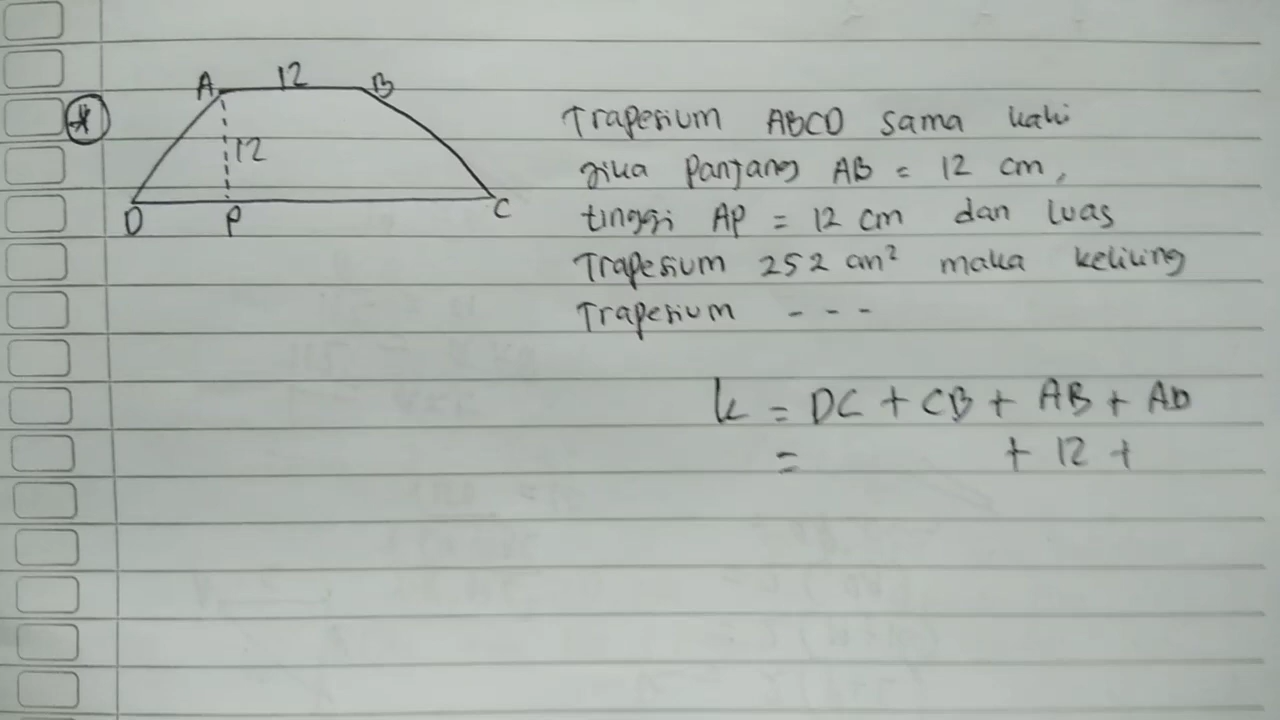 A 12 B
*
12
D P C
Trapesium ABCD sama kaki
jika Panjang AB = 12 cm,
tinggi AP = 12 cm dan luas
Trapesium 252 cm² maka keliling
Trapesium - - -
k = DC + CB + AB + AD
= + 12 +